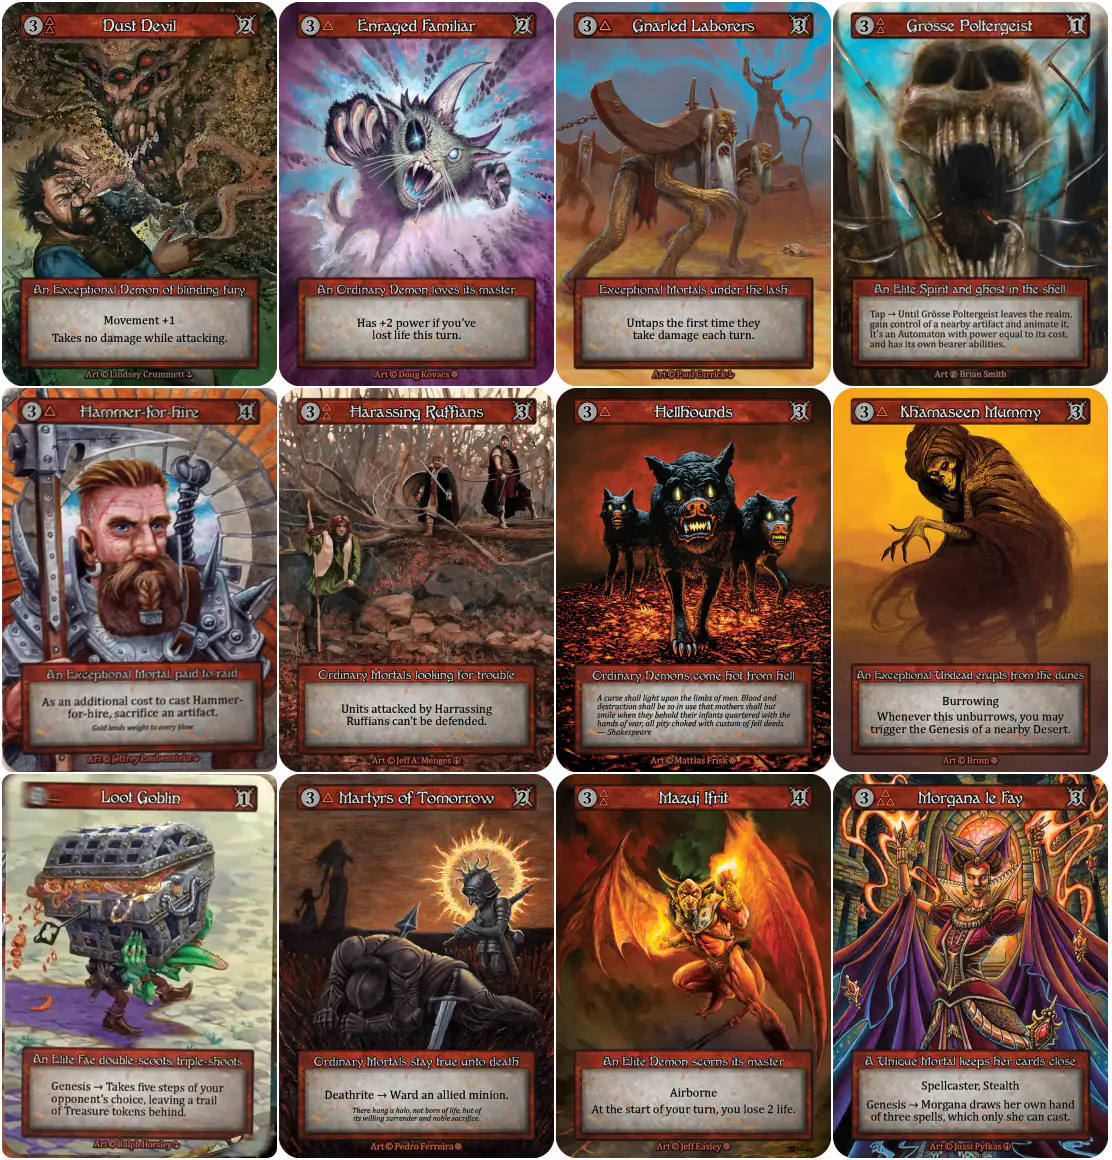 3 Dust Devil 2
An Exceptional Demon of blinding fury
Movement +1
Takes no damage while attacking.
Art © Lindsey Crummett
3 Enraged Familiar 2
An Ordinary Demon loves its master
Has +2 power if you've
lost life this turn.
Art © Doug Kovacs
3 Gnarled Laborers 3
Exceptional Mortals under the lash
Untaps the first time they
take damage each turn.
Art © Paul Carrick
3 Grösse Poltergeist 1
An Elite Spirit and ghost in the shell
Tap → Until Grösse Poltergeist leaves the realm,
gain control of a nearby artifact and animate it.
It's an Automaton with power equal to its cost,
and has its own bearer abilities.
Art Brian Smith
3 Hammer-for-hire 4
An Exceptional Mortal paid to raid
As an additional cost to cast Hammer-
for-hire, sacrifice an artifact.
Gold lends weight to every blow.
Art © Jeffrey Laubenstein
3 Harassing Ruffians 3
Ordinary Mortals looking for trouble
Units attacked by Harrassing
Ruffians can't be defended.
Art © Jeff A. Menges
3 Hellhounds 3
Ordinary Demons come hot from hell
A curse shall light upon the limbs of men. Blood and
destruction shall be so in use that mothers shall but
smile when they behold their infants quartered with the
hands of war, all pity choked with custom of fell deeds.
— Shakespeare
Art © Mattias Frisk
3 Khamaseen Mummy 3
An Exceptional Undead erupts from the dunes
Burrowing
Whenever this unburrows, you may
trigger the Genesis of a nearby Desert.
Art © Brom
Loot Goblin 1
An Elite Fae double-scoots, triple-shoots
Genesis → Takes five steps of your
opponent's choice, leaving a trail
of Treasure tokens behind.
Art © Ralph Horsley
3 Martyrs of Tomorrow 2
Ordinary Mortals stay true unto death
Deathrite → Ward an allied minion.
There hung a halo, not born of life, but of
its willing surrender and noble sacrifice.
Art © Pedro Ferreira
3 Mazuj Ifrit 4
An Elite Demon scorns its master
Airborne
At the start of your turn, you lose 2 life.
Art © Jeff Easley
3 Morgana le Fay 3
A Unique Mortal keeps her cards close
Spellcaster, Stealth
Genesis → Morgana draws her own hand
of three spells, which only she can cast.
Art © Jussi Pylkas